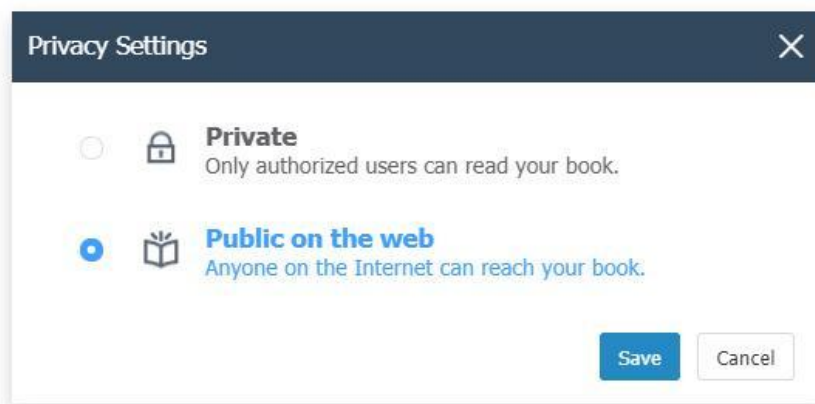 Privacy Settings
Private
Only authorized users can read your book.
Public on the web
Anyone on the Internet can reach your book.
Save Cancel